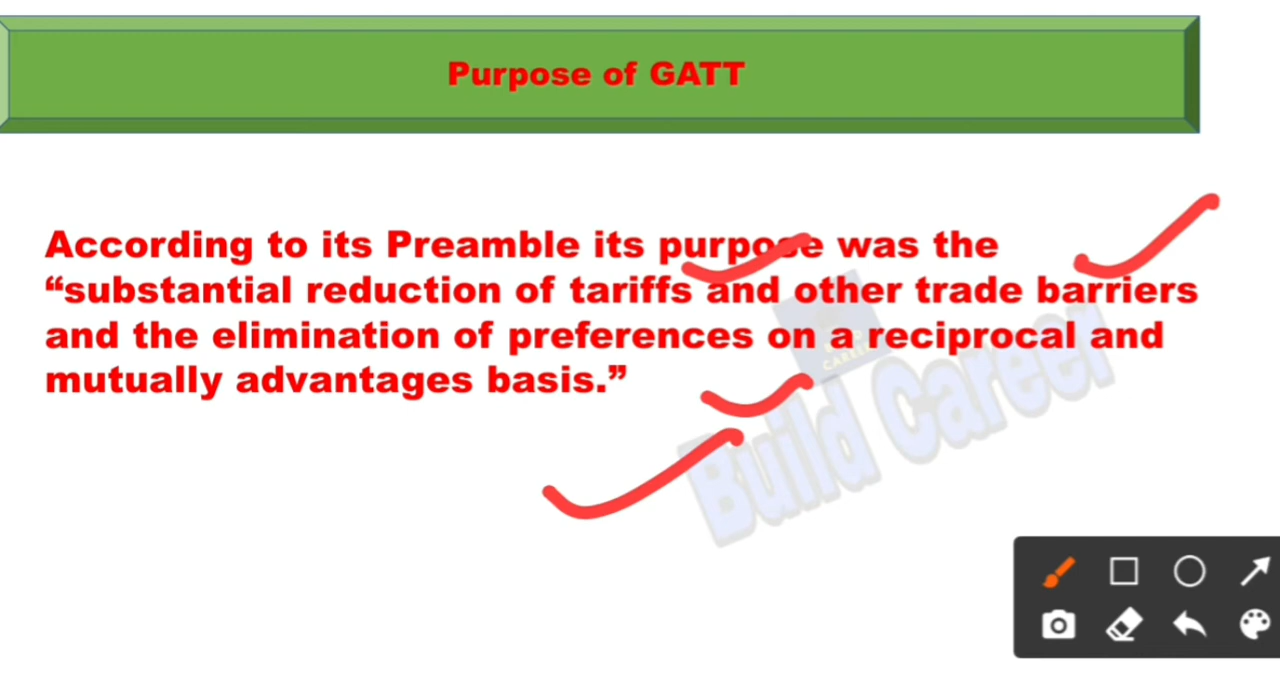 Purpose of GATT
According to its Preamble its purpose was the
“substantial reduction of tariffs and other trade barriers
and the elimination of preferences on a reciprocal and
mutually advantages basis.”
CAREER
Build Career